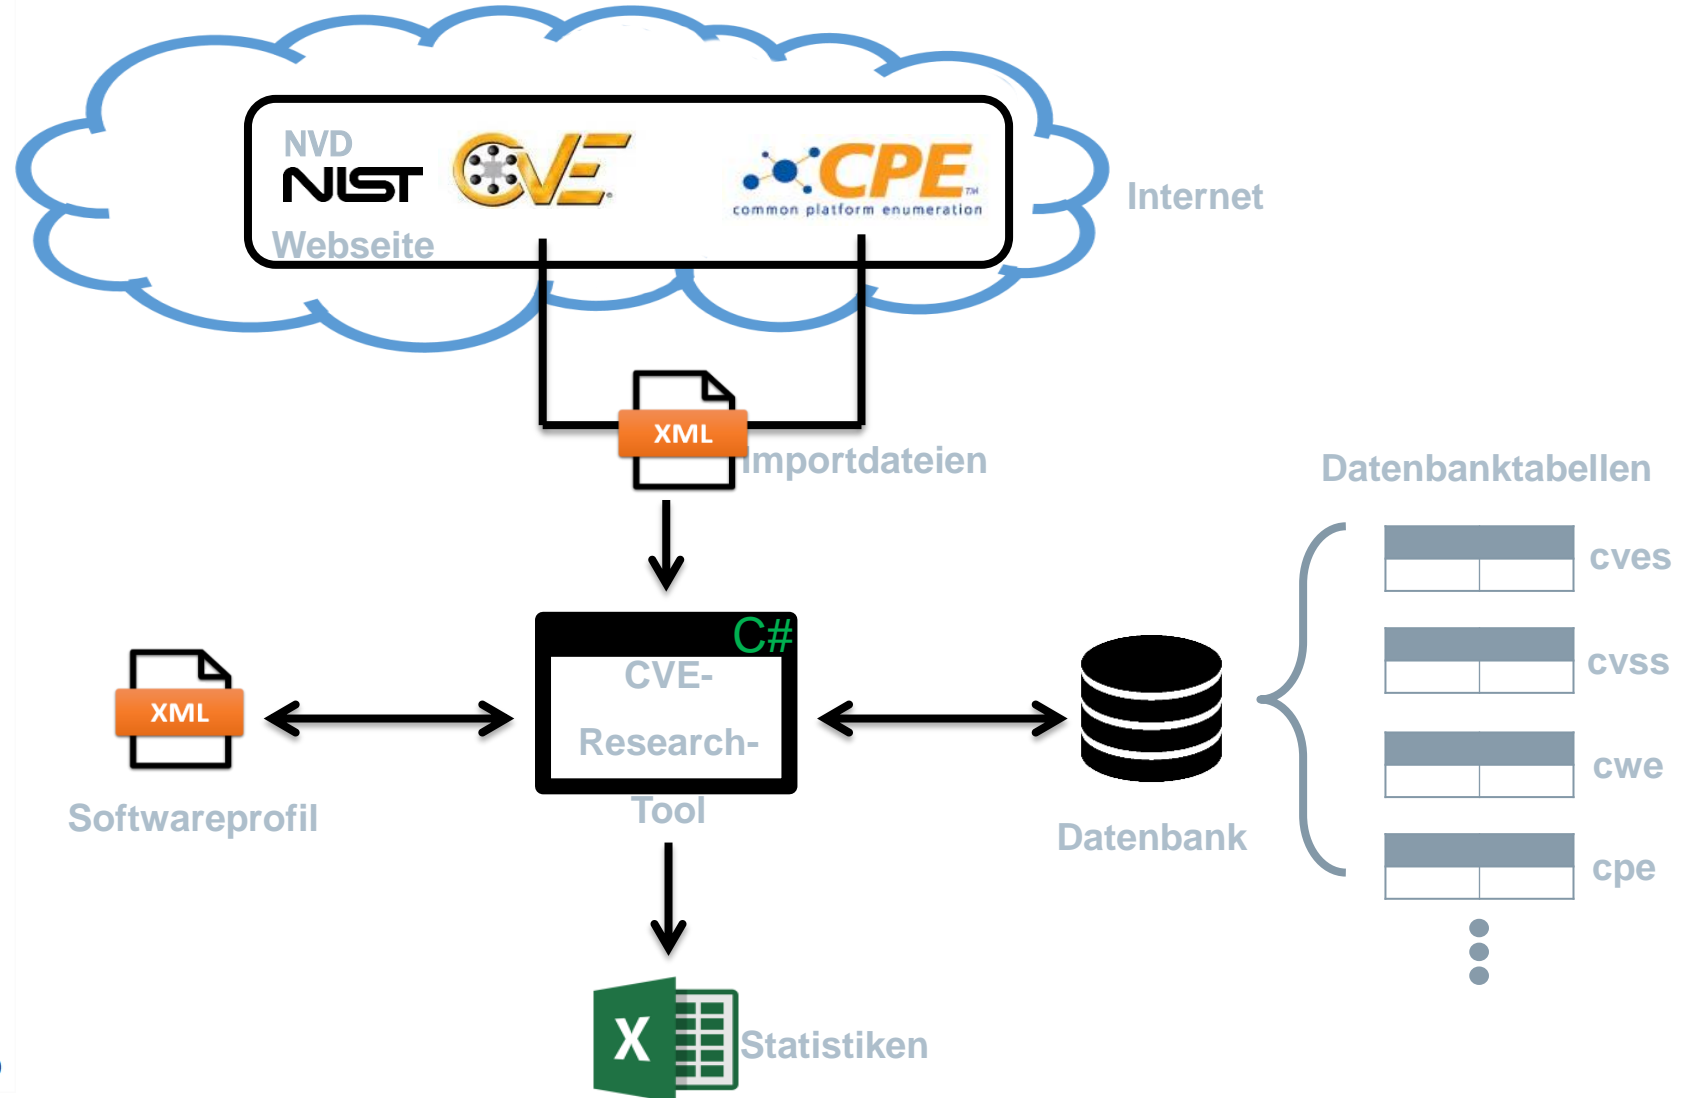 NVD
NIST
CVE
CPE
TM
common platform enumeration
Webseite
Internet
XML
Importdateien
Datenbanktabellen
cves
C#
CVE-
Research-
Tool
cvss
XML
Softwareprofil
cwe
Datenbank
cpe
X
Statistiken